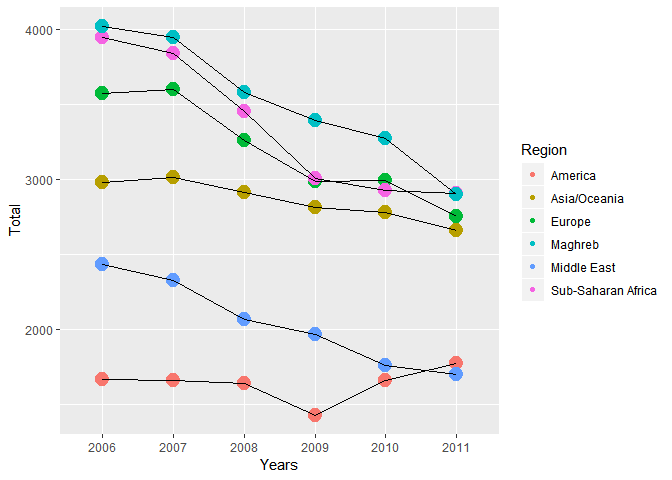 4000
3000
2000
Total
2006 2007 2008 2009 2010 2011
Years
Region
America
Asia/Oceania
Europe
Maghreb
Middle East
Sub-Saharan Africa